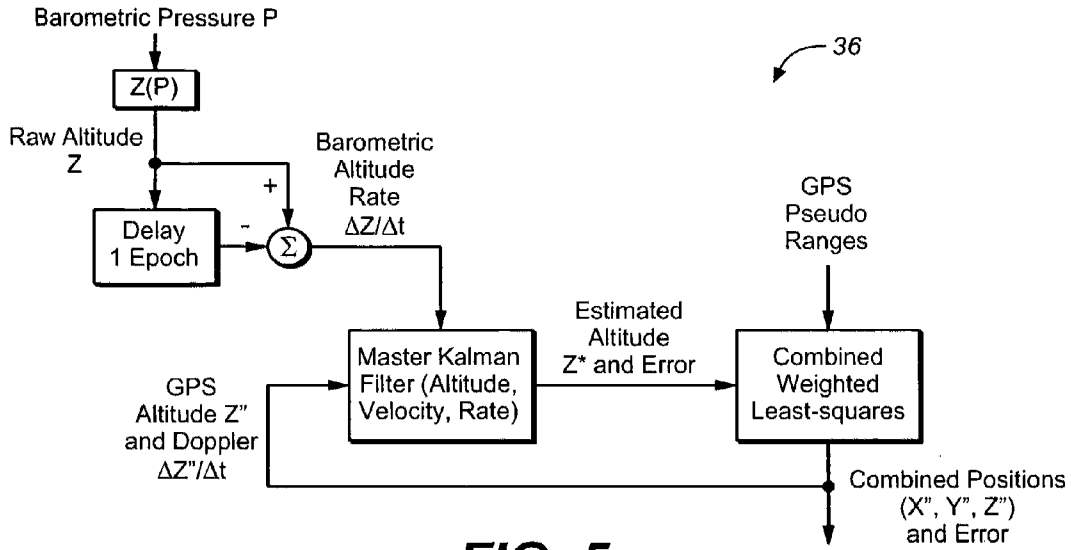 Barometric Pressure P
36
Z(P)
Raw Altitude
Z
+
Barometric
Altitude
Rate
ΔZ/Δt
Delay
1 Epoch
-
Σ
GPS
Pseudo
Ranges
Estimated
Altitude
Z* and Error
Master Kalman
Filter (Altitude,
Velocity, Rate)
Combined
Weighted
Least-squares
GPS
Altitude Z"
and Doppler
ΔZ"/Δt
Combined Positions
(X", Y", Z")
and Error